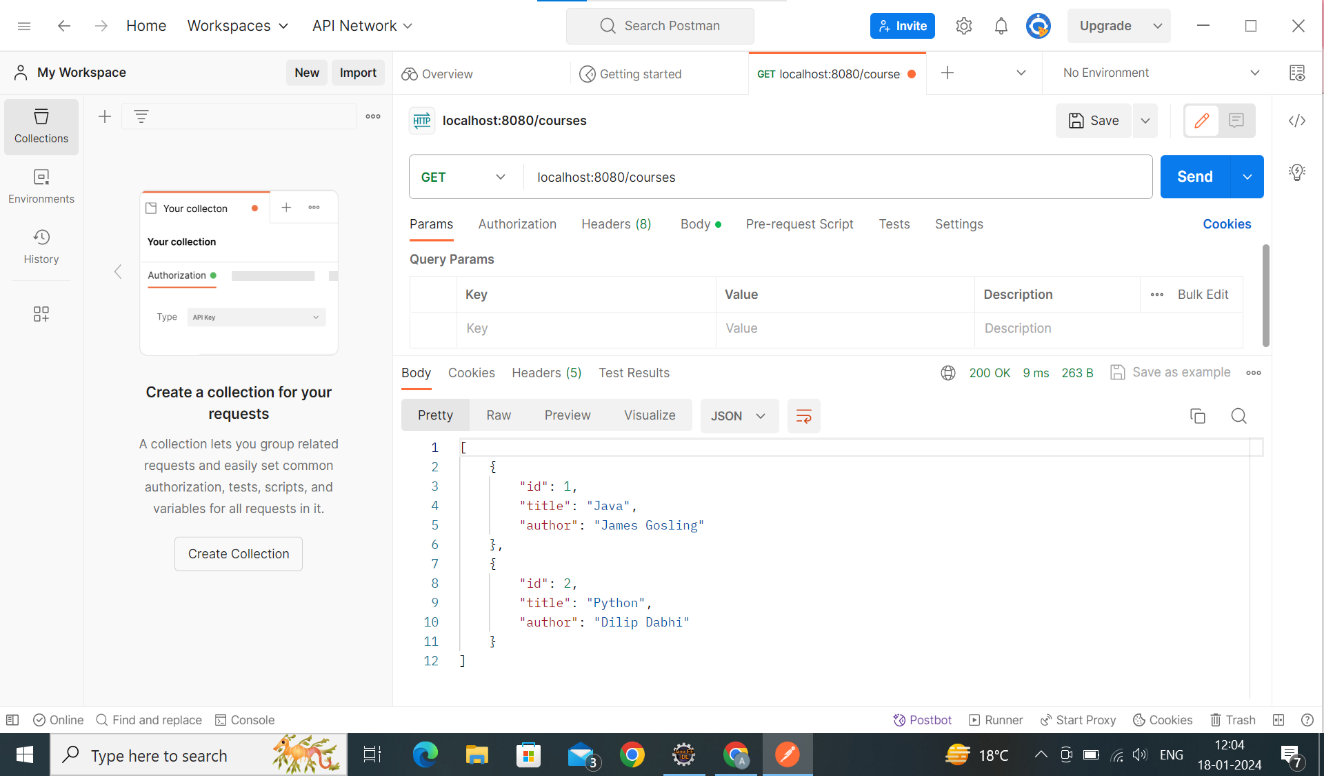 Home Workspaces API Network Search Postman Invite Upgrade
My Workspace New Import Overview Getting started GET localhost:8080/course No Environment
Collections
Environments
History
Your collecton
Your collection
Authorization
Type API Key
Create a collection for your
requests
A collection lets you group related
requests and easily set common
authorization, tests, scripts, and
variables for all requests in it.
Create Collection
HTTP localhost:8080/courses Save
GET localhost:8080/courses Send
Params Authorization Headers (8) Body Pre-request Script Tests Settings Cookies
Query Params
Key Value Description Bulk Edit
Key Value Description
Body Cookies Headers (5) Test Results 200 OK 9 ms 263 B Save as example
Pretty Raw Preview Visualize JSON
1 [
2 {
3 "id": 1,
4 "title": "Java",
5 "author": "James Gosling"
6 },
7 {
8 "id": 2,
9 "title": "Python",
10 "author": "Dilip Dabhi"
11 }
12 ]
Online Find and replace Console Postbot Runner Start Proxy Cookies Trash
Type here to search 3 A 18°C ENG 12:04 7
18-01-2024